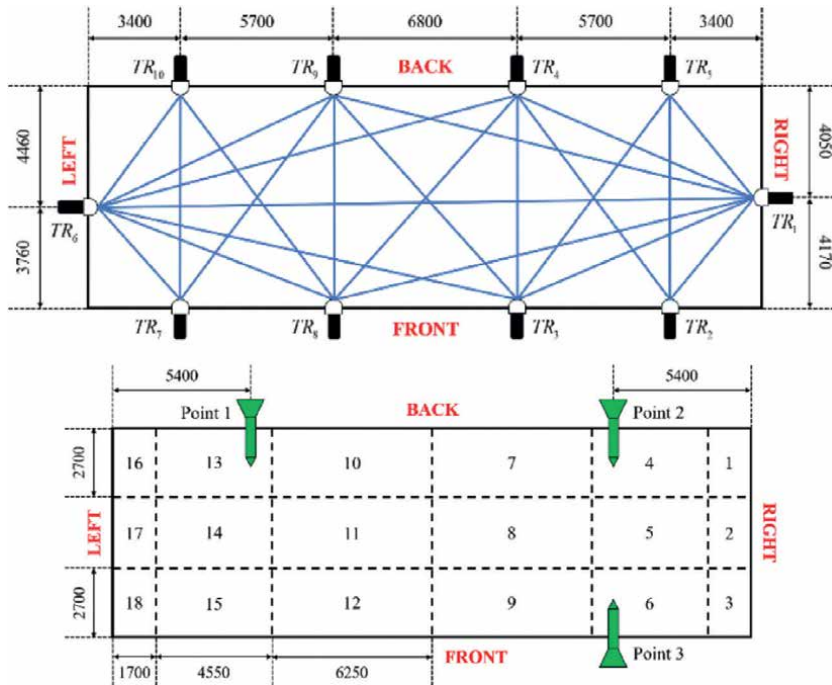 3400 5700 6800 5700 3400
TR10 TR9 BACK TR4 TR5
4460 LEFT RIGHT 4050
TR6 TR1
3760 4170
TR7 TR8 FRONT TR3 TR2
5400 5400
Point 1 BACK Point 2
2700 16 13 10 7 4 1
LEFT 17 14 11 8 5 2 RIGHT
2700 18 15 12 9 6 3
1700 4550 6250 FRONT Point 3